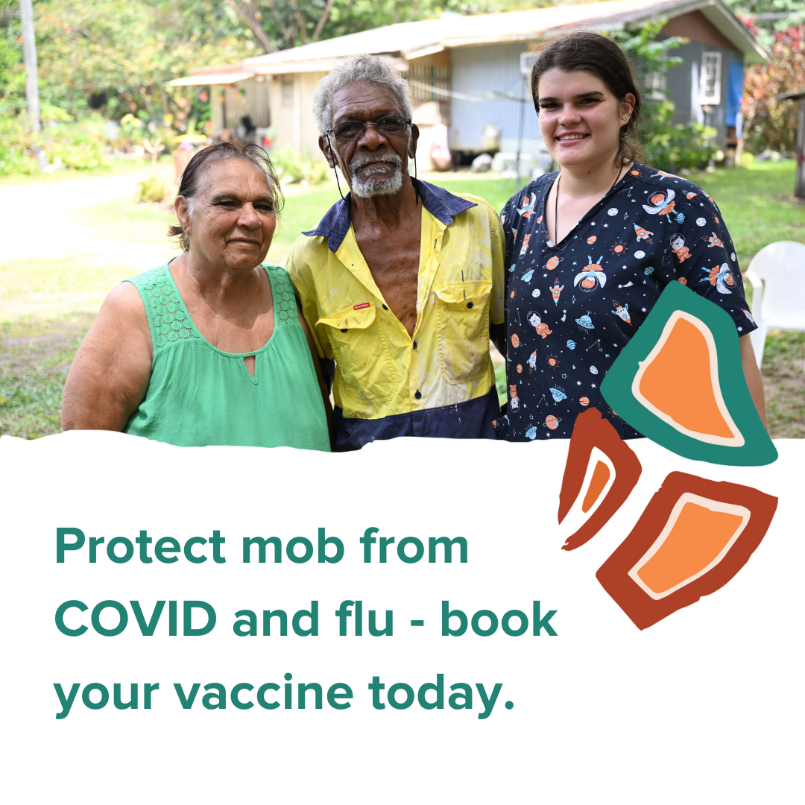 Protect mob from
COVID and flu - book
your vaccine today.